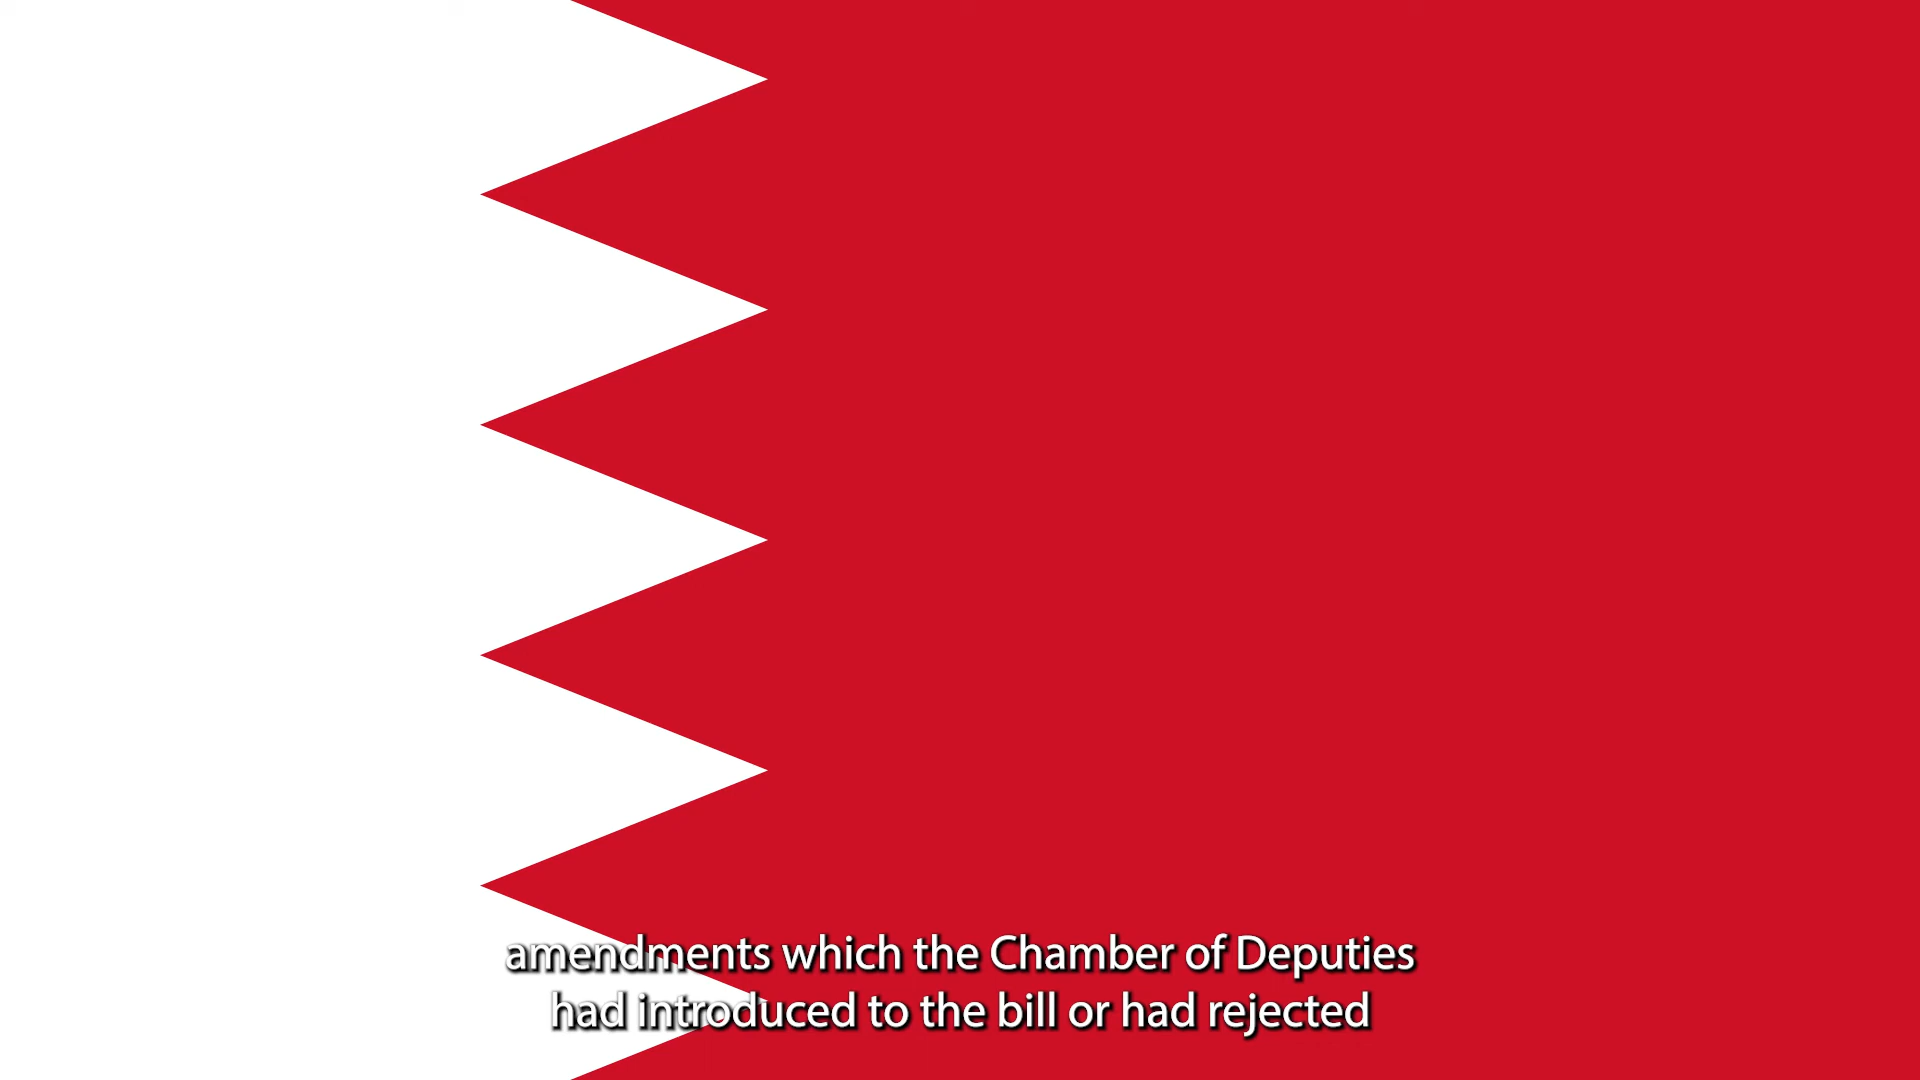 amendments which the Chamber of Deputies
had introduced to the bill or had rejected